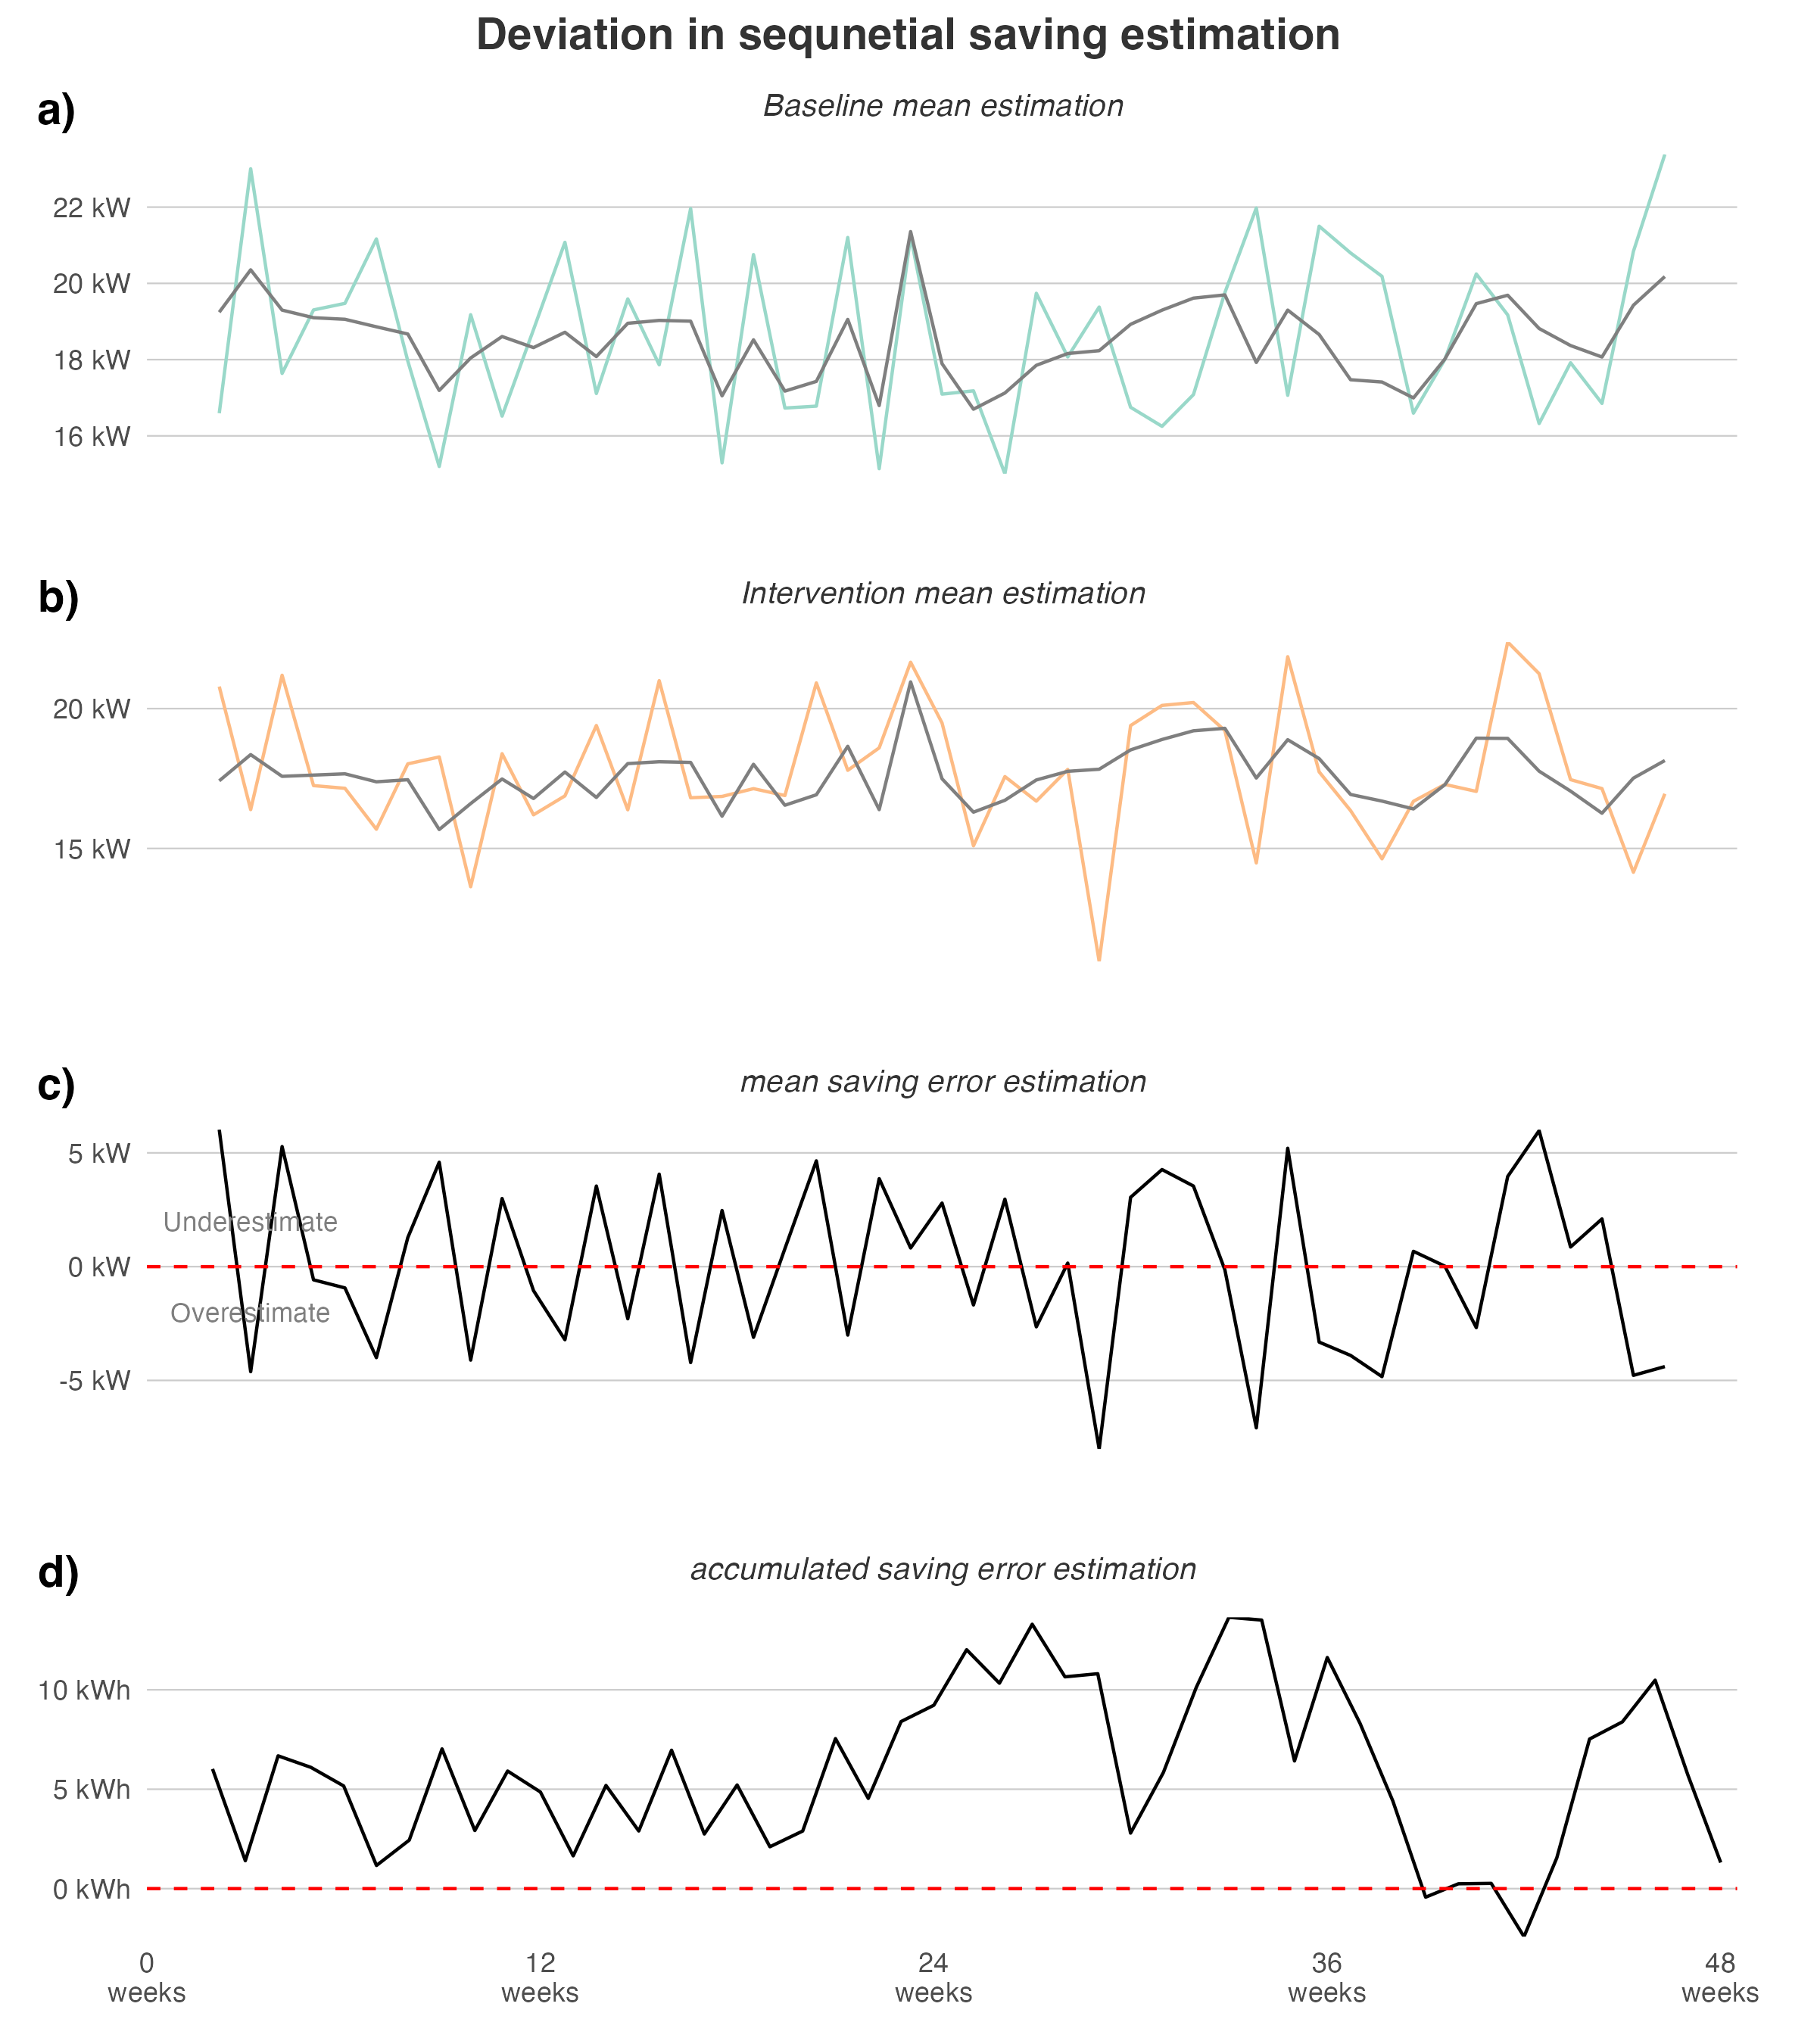 Deviation in sequnetial saving estimation
a)
Baseline mean estimation
22 kW
20 kW
18 kW
16 kW
b)
Intervention mean estimation
20 kW
15 kW
c)
mean saving error estimation
5 kW
Underestimate
0 kW
Overestimate
-5 kW
d)
accumulated saving error estimation
10 kWh
5 kWh
0 kWh
0
weeks
12
weeks
24
weeks
36
weeks
48
weeks